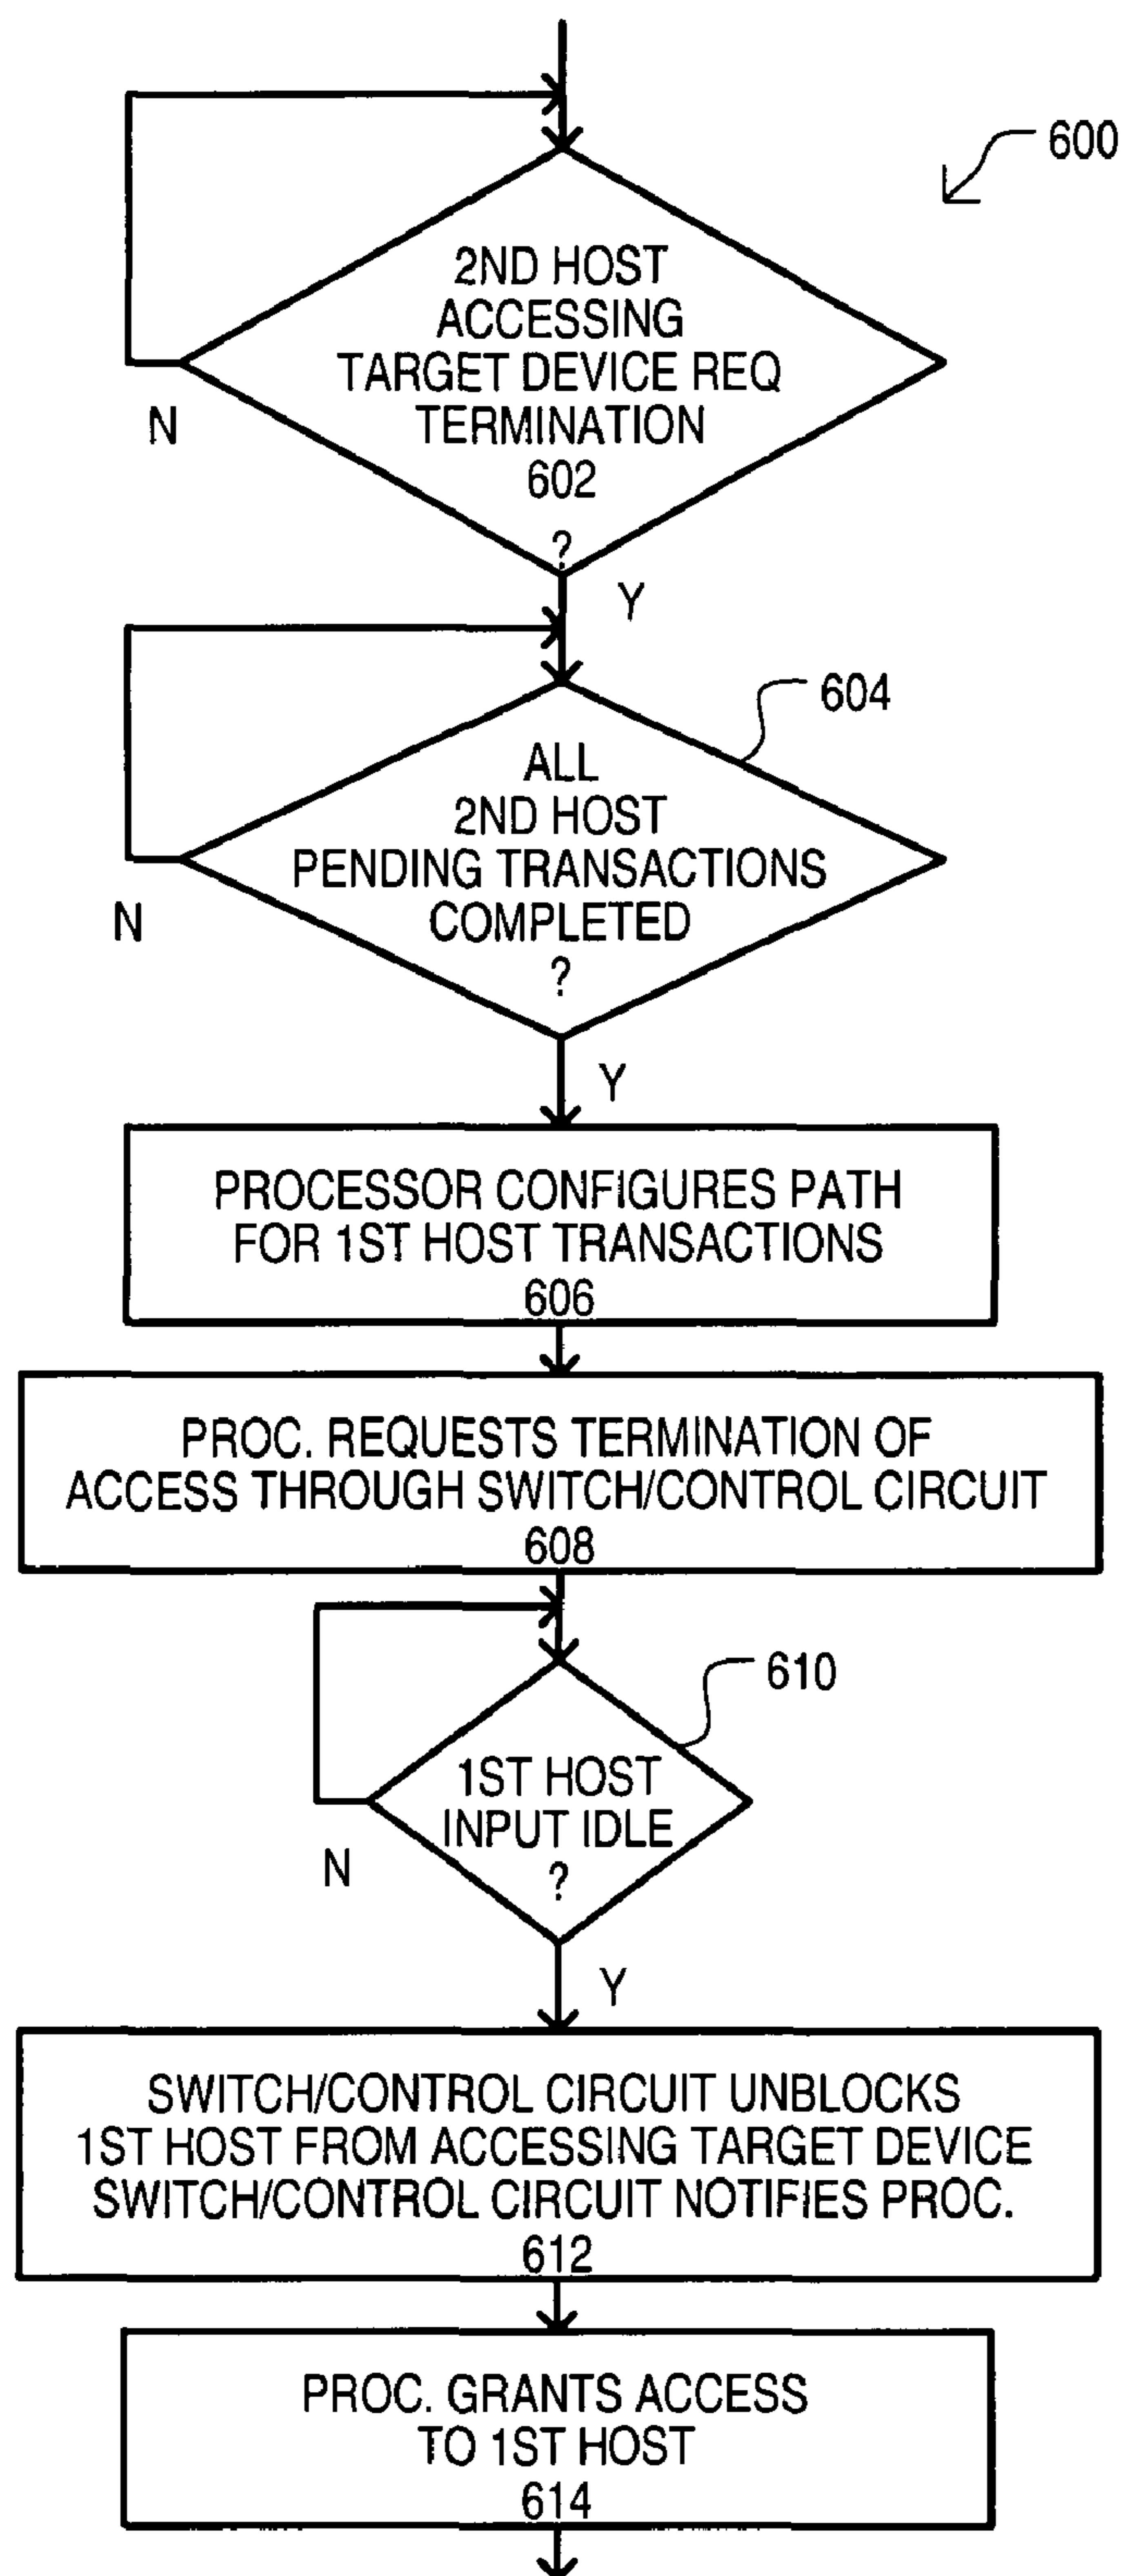 600
2ND HOST
ACCESSING
TARGET DEVICE REQ
TERMINATION
602
?
N
Y
604
ALL
2ND HOST
PENDING TRANSACTIONS
COMPLETED
?
N
Y
PROCESSOR CONFIGURES PATH
FOR 1ST HOST TRANSACTIONS
606
PROC. REQUESTS TERMINATION OF
ACCESS THROUGH SWITCH/CONTROL CIRCUIT
608
610
1ST HOST
INPUT IDLE
?
N
Y
SWITCH/CONTROL CIRCUIT UNBLOCKS
1ST HOST FROM ACCESSING TARGET DEVICE
SWITCH/CONTROL CIRCUIT NOTIFIES PROC.
612
PROC. GRANTS ACCESS
TO 1ST HOST
614